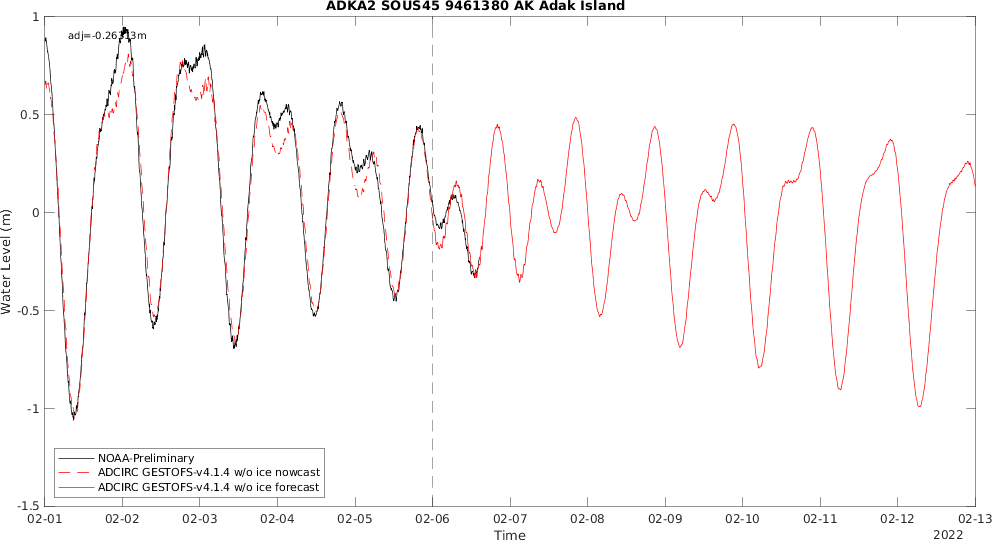 ADKA2 SOUS45 9461380 AK Adak Island
1
0.5
0
-0.5
-1
-1.5
Water Level (m)
NOAA-Preliminary
ADCIRC GESTOFS-v4.1.4 w/o ice nowcast
ADCIRC GESTOFS-v4.1.4 w/o ice forecast
02-01 02-02 02-03 02-04 02-05 02-06 02-07 02-08 02-09 02-10 02-11 02-12 02-13
Time
2022